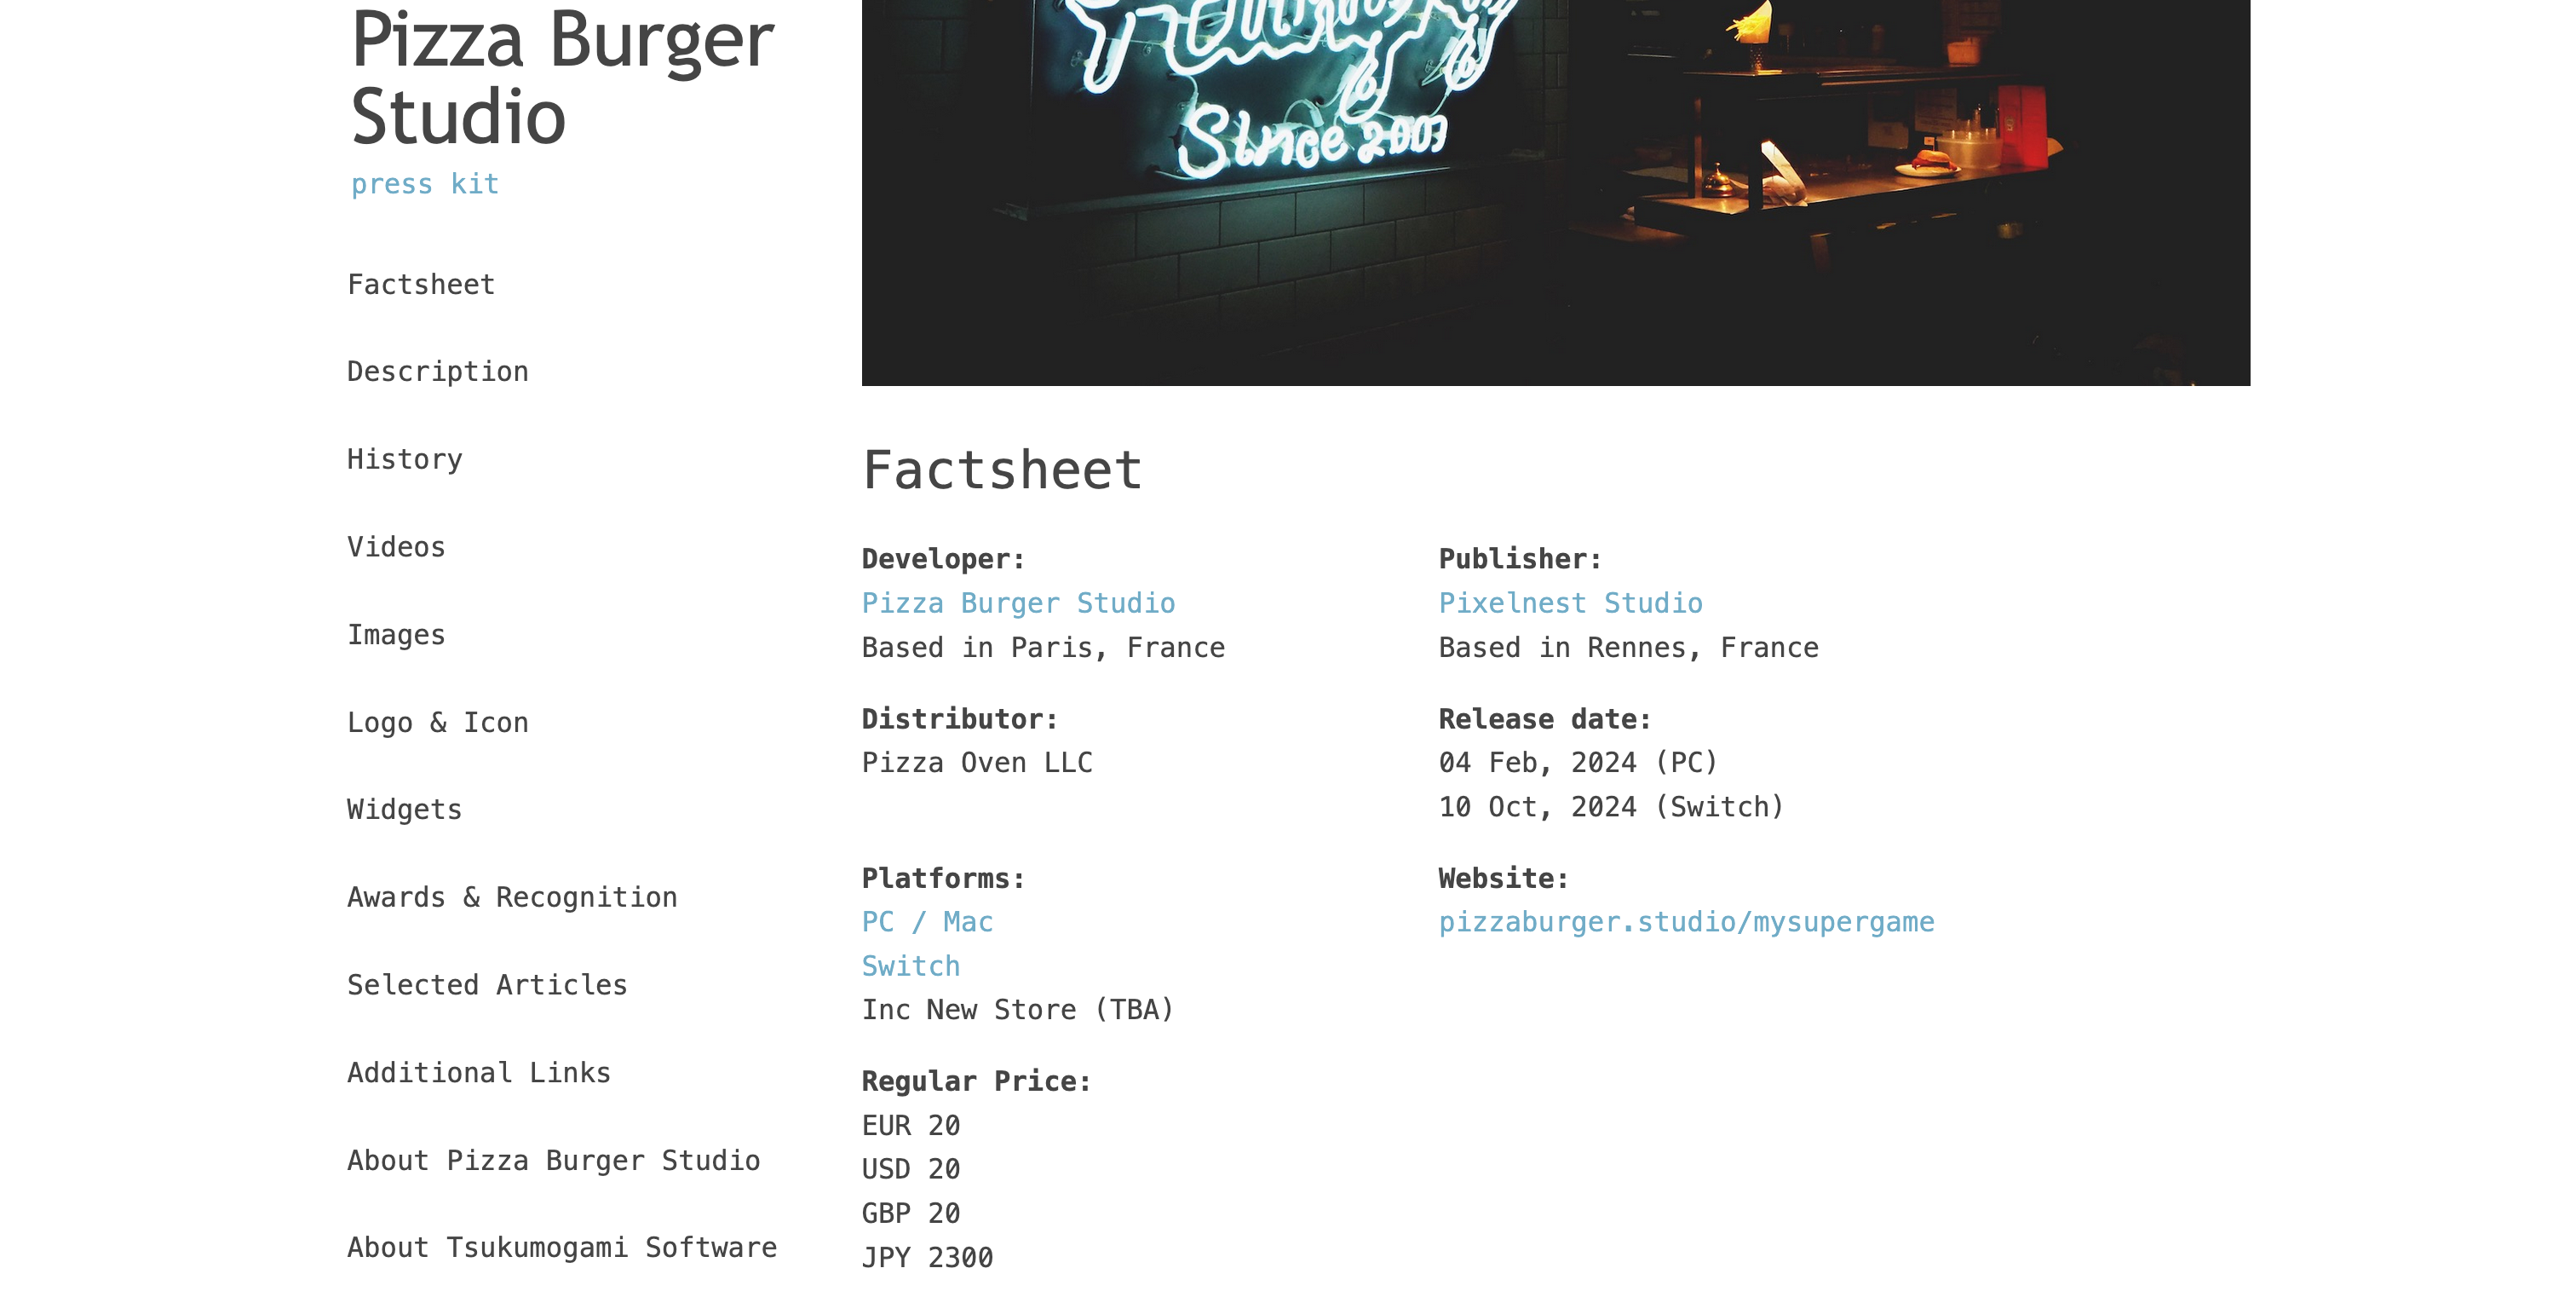 Pizza Burger
Studio
press kit
Factsheet
Description
History
Videos
Images
Logo & Icon
Widgets
Awards & Recognition
Selected Articles
Additional Links
About Pizza Burger Studio
About Tsukumogami Software
Since 2007
Factsheet
Developer:
Pizza Burger Studio
Based in Paris, France
Publisher:
Pixelnest Studio
Based in Rennes, France
Distributor:
Pizza Oven LLC
Release date:
04 Feb, 2024 (PC)
10 Oct, 2024 (Switch)
Platforms:
PC / Mac
Switch
Inc New Store (TBA)
Website:
pizzaburger.studio/mysupergame
Regular Price:
EUR 20
USD 20
GBP 20
JPY 2300